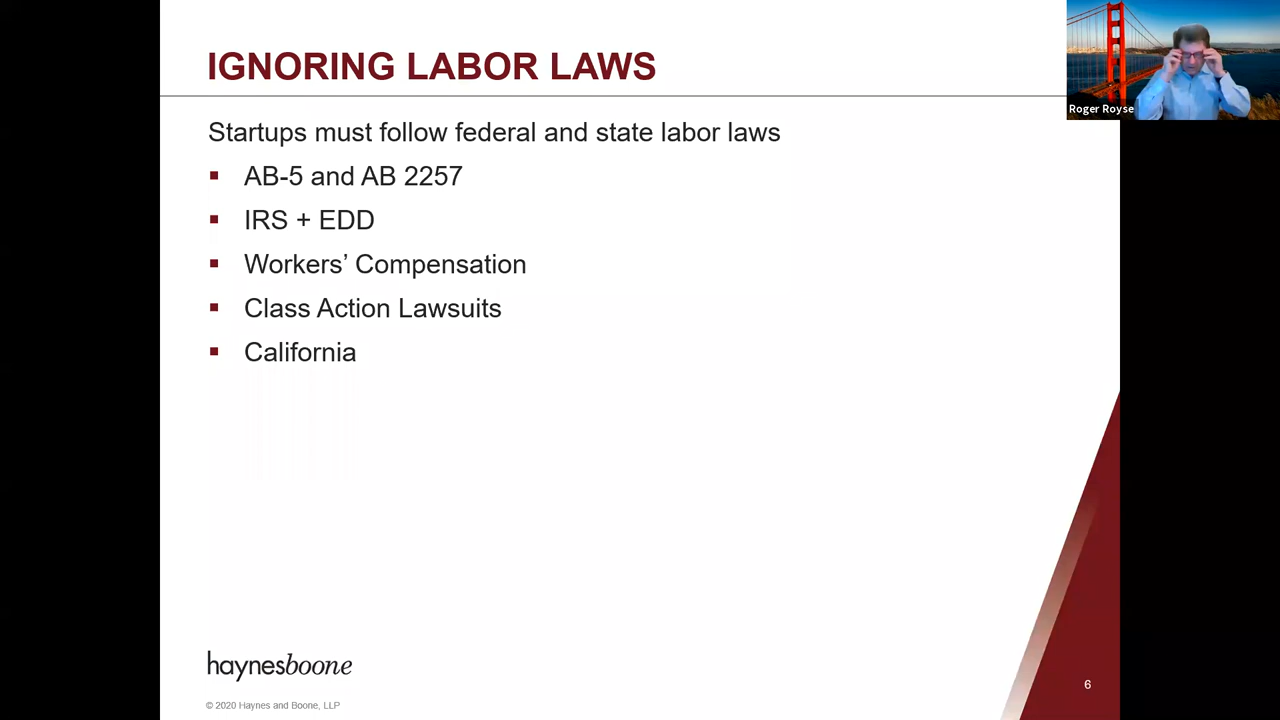 IGNORING LABOR LAWS
Roger Royse
Startups must follow federal and state labor laws
▪ AB-5 and AB 2257
▪ IRS + EDD
▪ Workers’ Compensation
▪ Class Action Lawsuits
▪ California
haynesboone
© 2020 Haynes and Boone, LLP
6